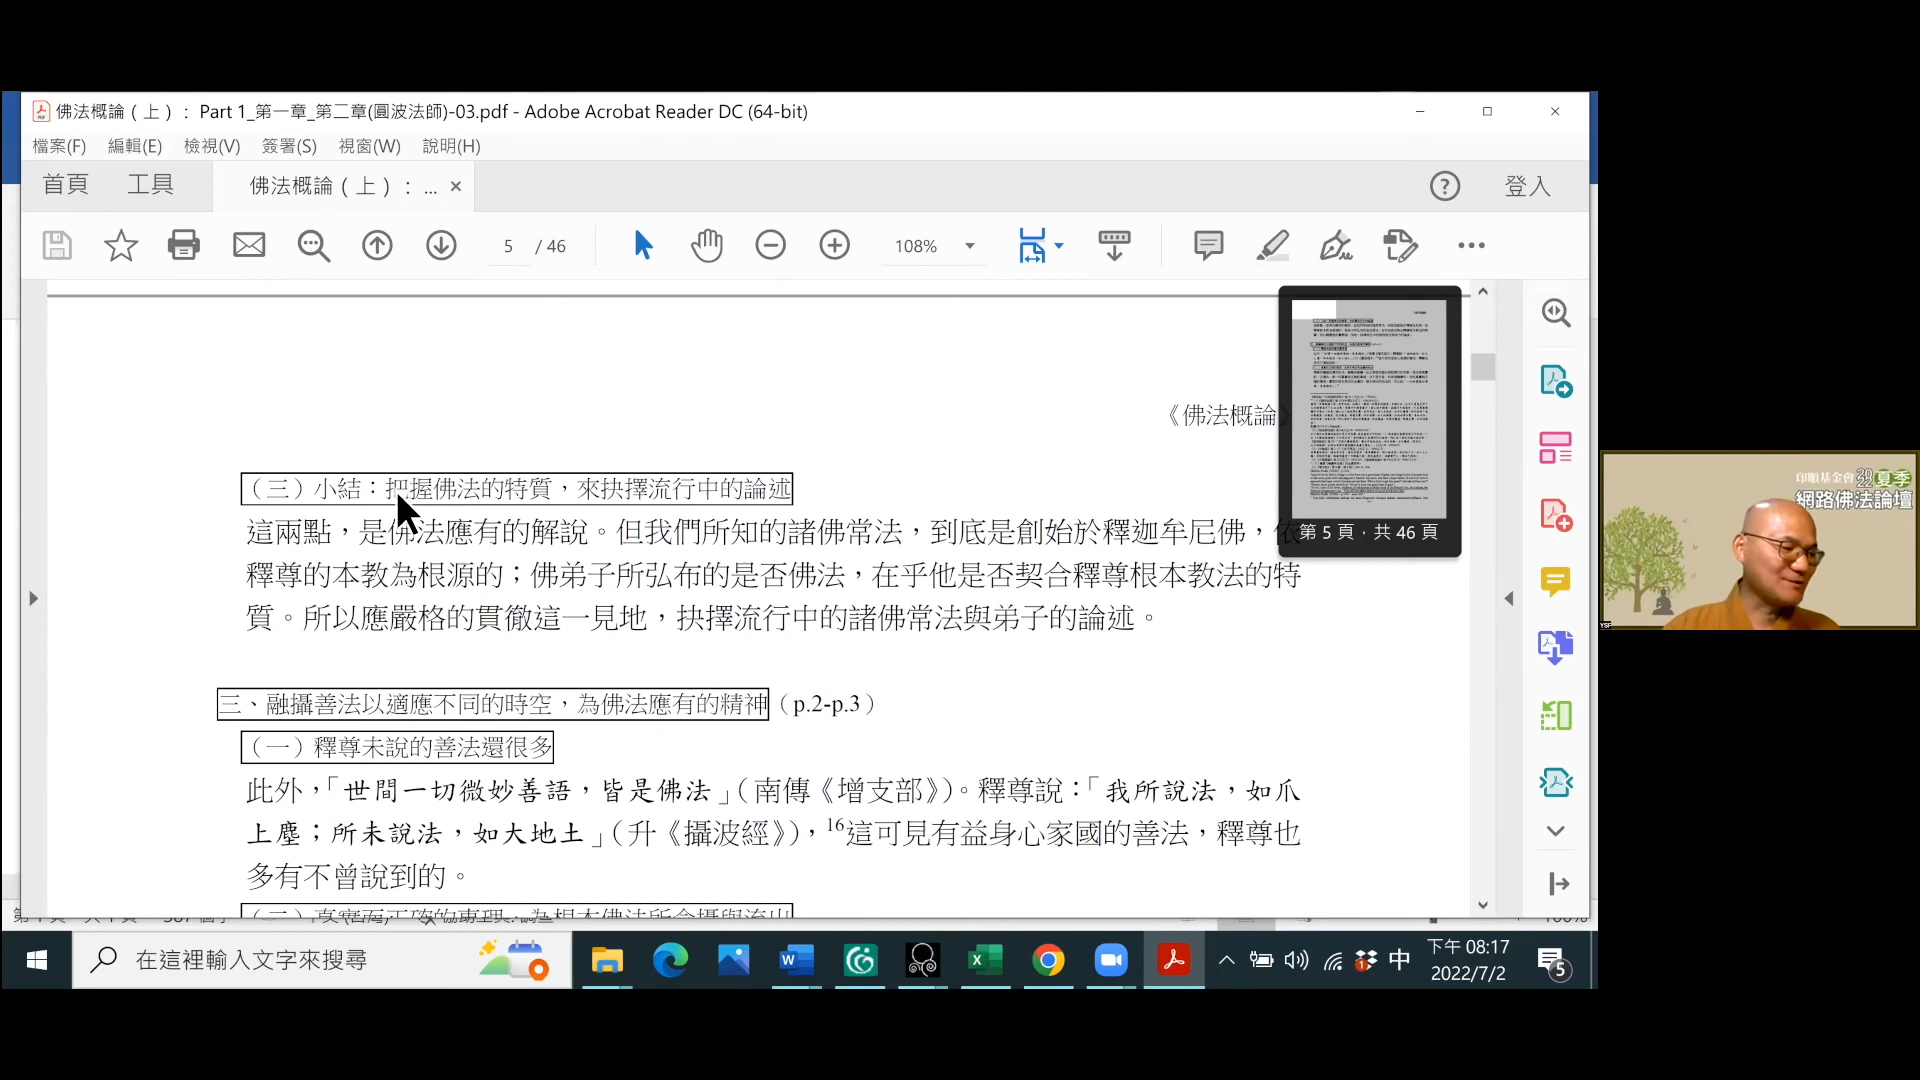 佛法概論（上）： Part 1_第一章_第二章(圓波法師)-03.pdf - Adobe Acrobat Reader DC (64-bit)
檔案(F) 編輯(E) 檢視(V) 簽署(S) 視窗(W) 說明(H)
首頁 工具 佛法概論（上）： ... × 登入
5 / 46 108%
《佛法概論》
第 5 頁，共 46 頁
（三）小結：把握佛法的特質，來抉擇流行中的論述
這兩點，是佛法應有的解說。但我們所知的諸佛常法，到底是創始於釋迦牟尼佛，依
釋尊的本教為根源的；佛弟子所弘布的是否佛法，在乎他是否契合釋尊根本教法的特
質。所以應嚴格的貫徹這一見地，抉擇流行中的諸佛常法與弟子的論述。
三、融攝善法以適應不同的時空，為佛法應有的精神（p.2-p.3）
（一）釋尊未說的善法還很多
此外，「世間一切微妙善語，皆是佛法」（南傳《增支部》）。釋尊說：「我所說法，如爪
上塵；所未說法，如大地土」（升《攝波經》），16這可見有益身心家國的善法，釋尊也
多有不曾說到的。
印順基金會 2022 夏季
網路佛法論壇
YSF
在這裡輸入文字來搜尋
中
下午 08:17
2022/7/2
5